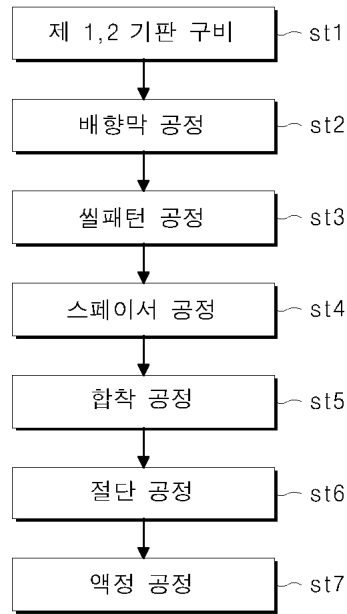 제 1,2 기판 구비 st1
배향막 공정 st2
씰패턴 공정 st3
스페이서 공정 st4
합착 공정 st5
절단 공정 st6
액정 공정 st7